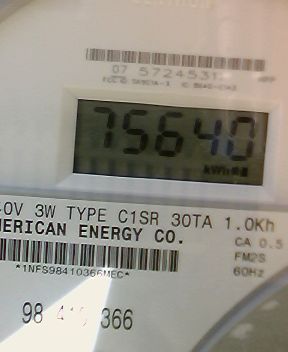 07 5724531
75640
kWh
.0V 3W TYPE C1SR 30TA 1.0Kh
MERICAN ENERGY CO.
CA 0.5
FM2S
*1NFS98410366MEC*
60Hz
98 410 366